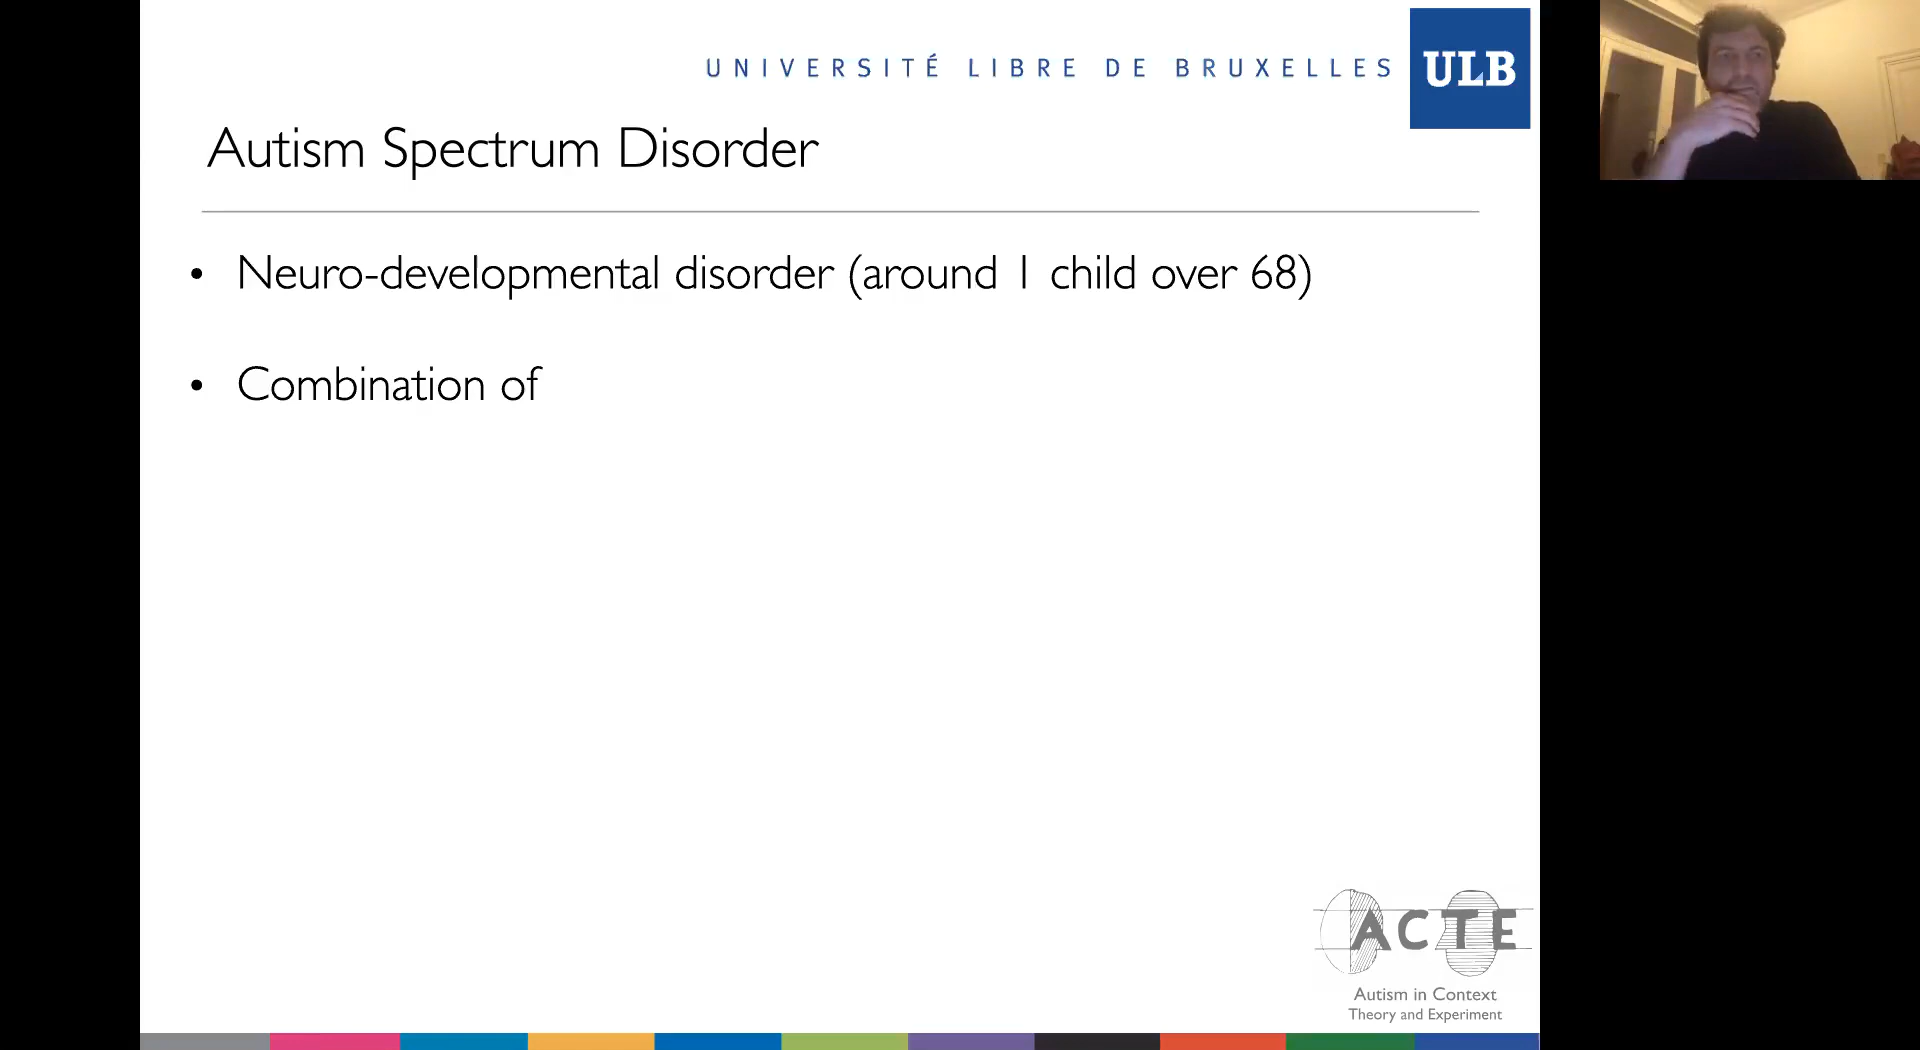 UNIVERSITÉ LIBRE DE BRUXELLES
ULB
Autism Spectrum Disorder
• Neuro-developmental disorder (around 1 child over 68)
• Combination of
ACTE
Autism in Context
Theory and Experiment